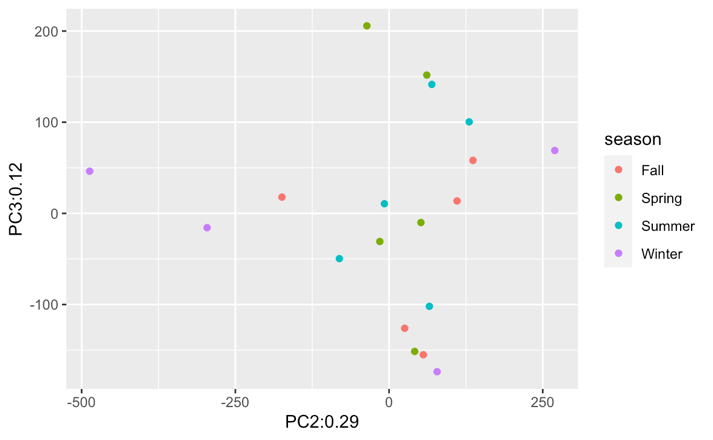 200
100
0
-100
PC3:0.12
-500
-250
0
250
PC2:0.29
season
Fall
Spring
Summer
Winter